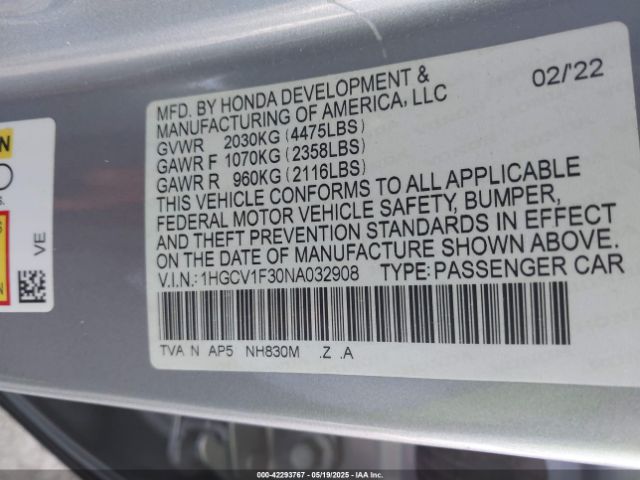 MFD. BY HONDA DEVELOPMENT & 02/'22
MANUFACTURING OF AMERICA, LLC
GVWR 2030KG (4475LBS)
GAWR F 1070KG (2358LBS)
GAWR R 960KG (2116LBS)
THIS VEHICLE CONFORMS TO ALL APPLICABLE
FEDERAL MOTOR VEHICLE SAFETY, BUMPER,
AND THEFT PREVENTION STANDARDS IN EFFECT
ON THE DATE OF MANUFACTURE SHOWN ABOVE.
V.I.N.: 1HGCV1F30NA032908 TYPE: PASSENGER CAR
TVA N AP5 NH830M .Z .A
VE
000-42293767 - 05/19/2025 - IAA Inc.